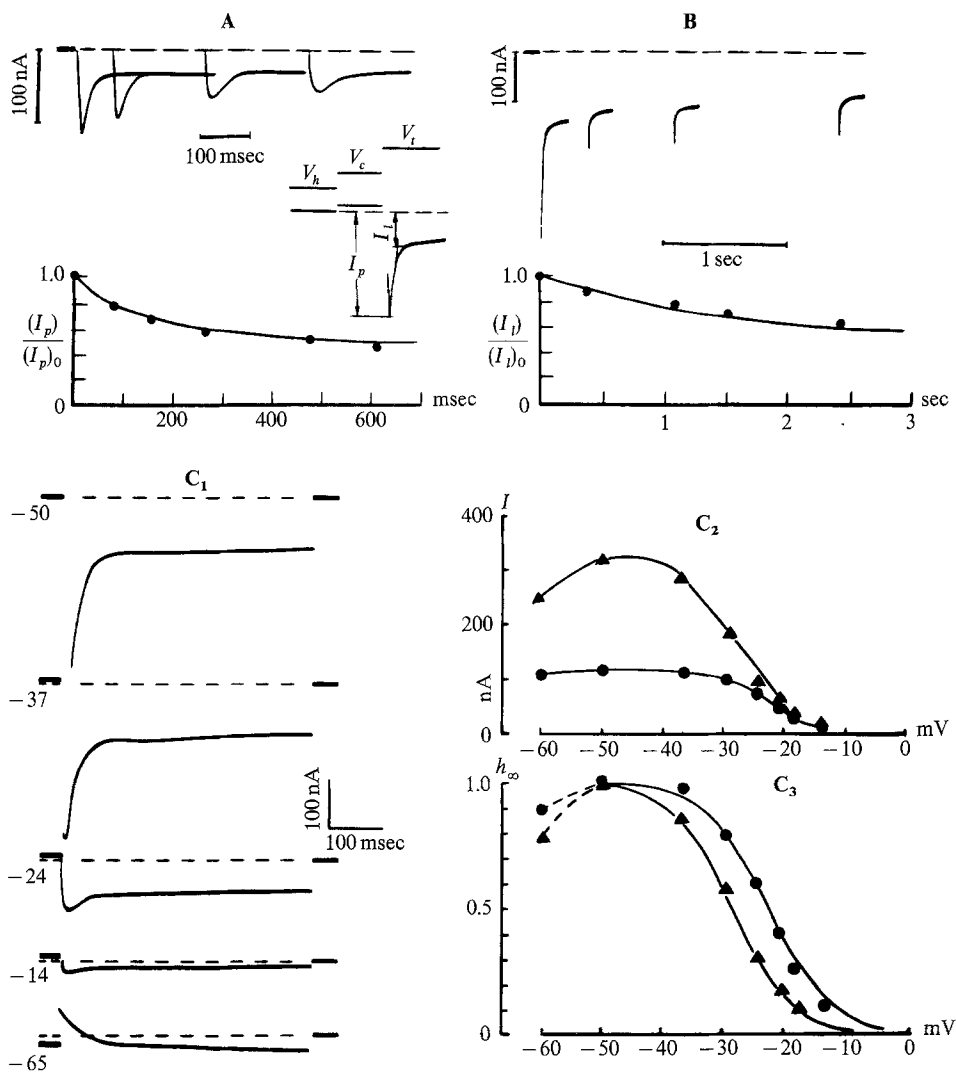 A
100 nA
100 msec
V_h
V_c
V_t
I_l
I_p
1.0
(I_p)
(I_p)_0
0
200
400
600
msec
B
100 nA
1 sec
1.0
(I_l)
(I_l)_0
0
1
2
3
sec
C_1
−50
−37
−24
−14
−65
100 nA
100 msec
C_2
I
400
200
nA
0
−60
−50
−40
−30
−20
−10
0
mV
C_3
h_∞
1.0
0.5
0
−60
−50
−40
−30
−20
−10
0
mV